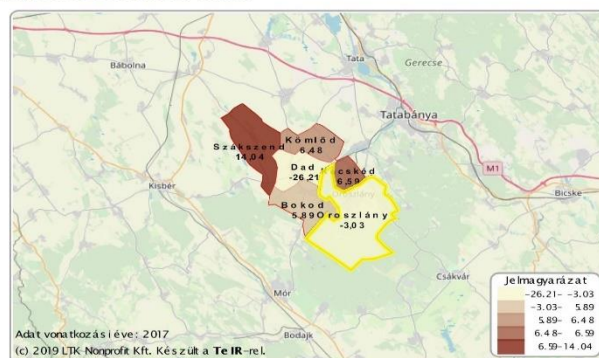 Bábolna
Tata
Gerecse
Tatabánya
Kömlőd
6,48
Szákszend
14,04
Dad
-26,21
Kecskéd
6,59
M1
Kisbér
Bicske
Bokod
5,89
Oroszlány
-3,03
Csákvár
Mór
Bodajk
Jelmagyarázat
-26.21- -3.03
-3.03- 5.89
5.89- 6.48
6.48- 6.59
6.59-14.04
Adat vonatkozási éve: 2017
(c) 2019 LTK Nonprofit Kft. Készült a TeIR-rel.